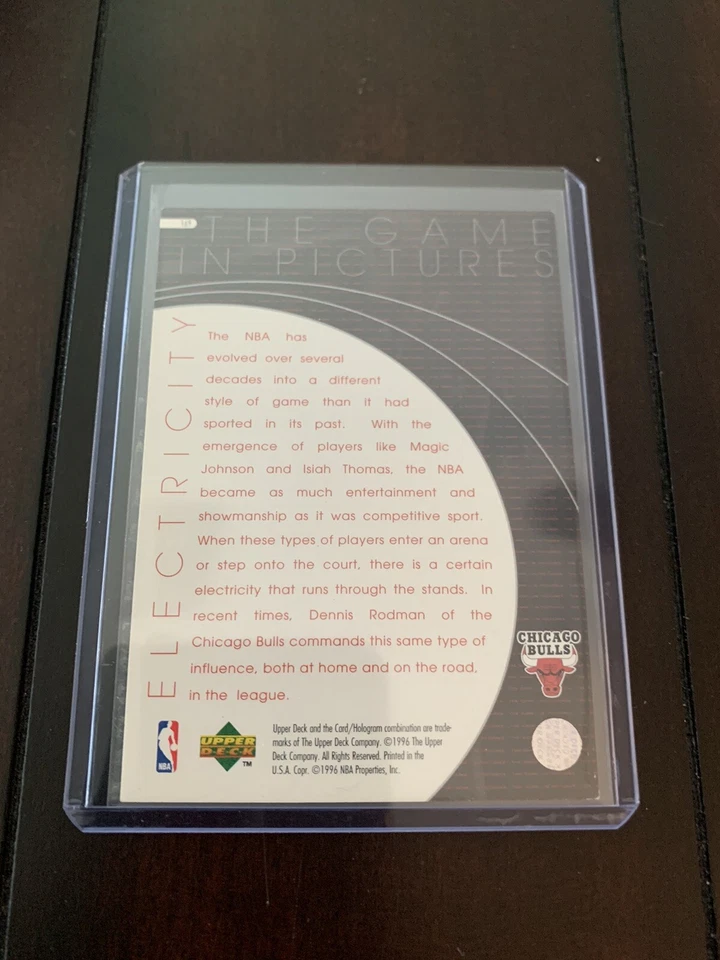 THE GAME
IN PICTURES
ELECTRICITY
The NBA has
evolved over several
decades into a different
style of game than it had
sported in its past. With the
emergence of players like Magic
Johnson and Isiah Thomas, the NBA
became as much entertainment and
showmanship as it was competitive sport.
When these types of players enter an arena
or step onto the court, there is a certain
electricity that runs through the stands. In
recent times, Dennis Rodman of the
Chicago Bulls commands this same type of
influence, both at home and on the road,
in the league.
CHICAGO
BULLS
NBA
UPPER
DECK
TM
Upper Deck and the Card/Hologram combination are trade-
marks of The Upper Deck Company. ©1996 The Upper
Deck Company. All Rights Reserved. Printed in the
U.S.A. Copr. ©1996 NBA Properties, Inc.